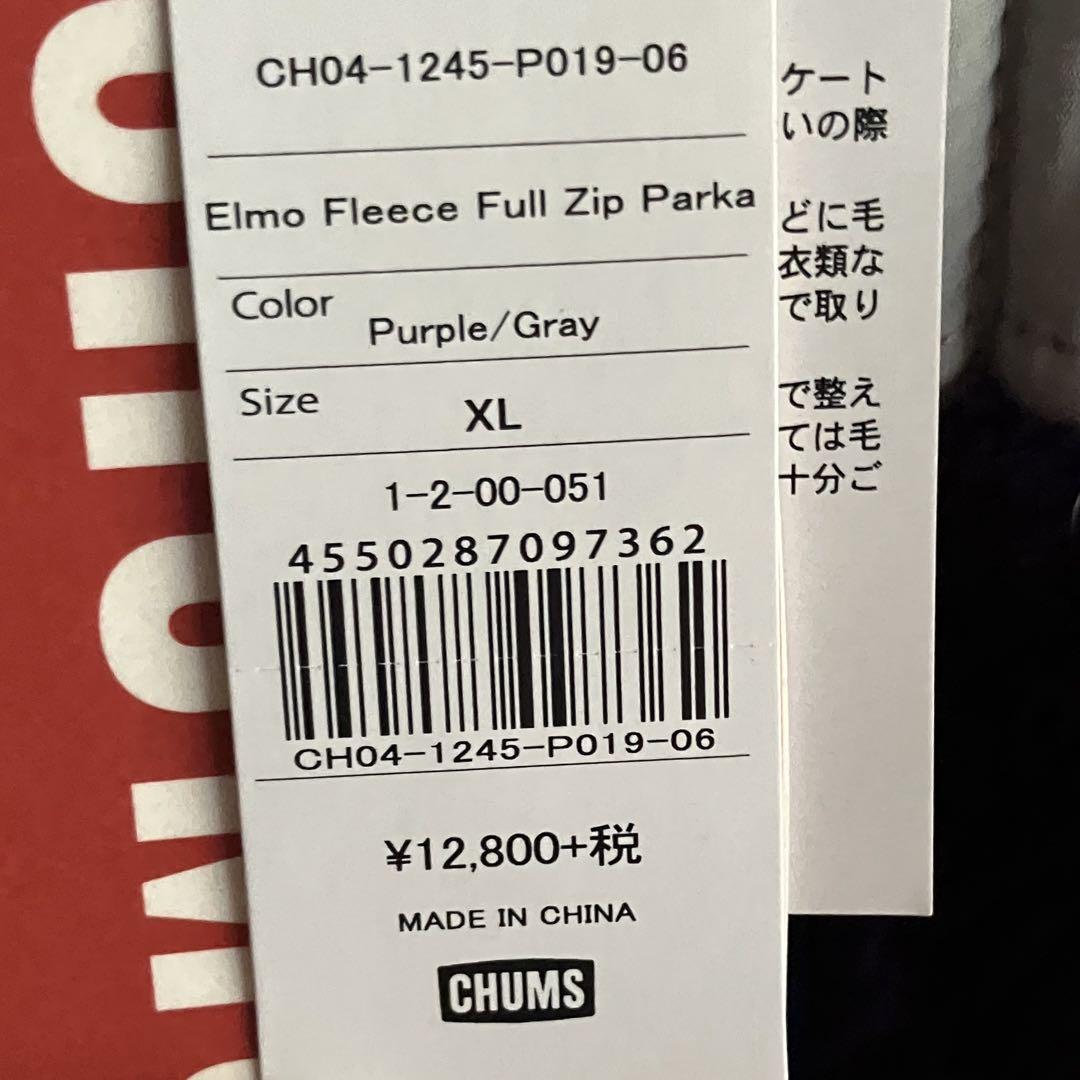 CH04-1245-P019-06
Elmo Fleece Full Zip Parka
Color
Purple/Gray
Size
XL
1-2-00-051
4550287097362
CH04-1245-P019-06
¥12,800+税
MADE IN CHINA
CHUMS
ケート
いの際
どに毛
衣類な
で取り
で整え
ては毛
十分ご